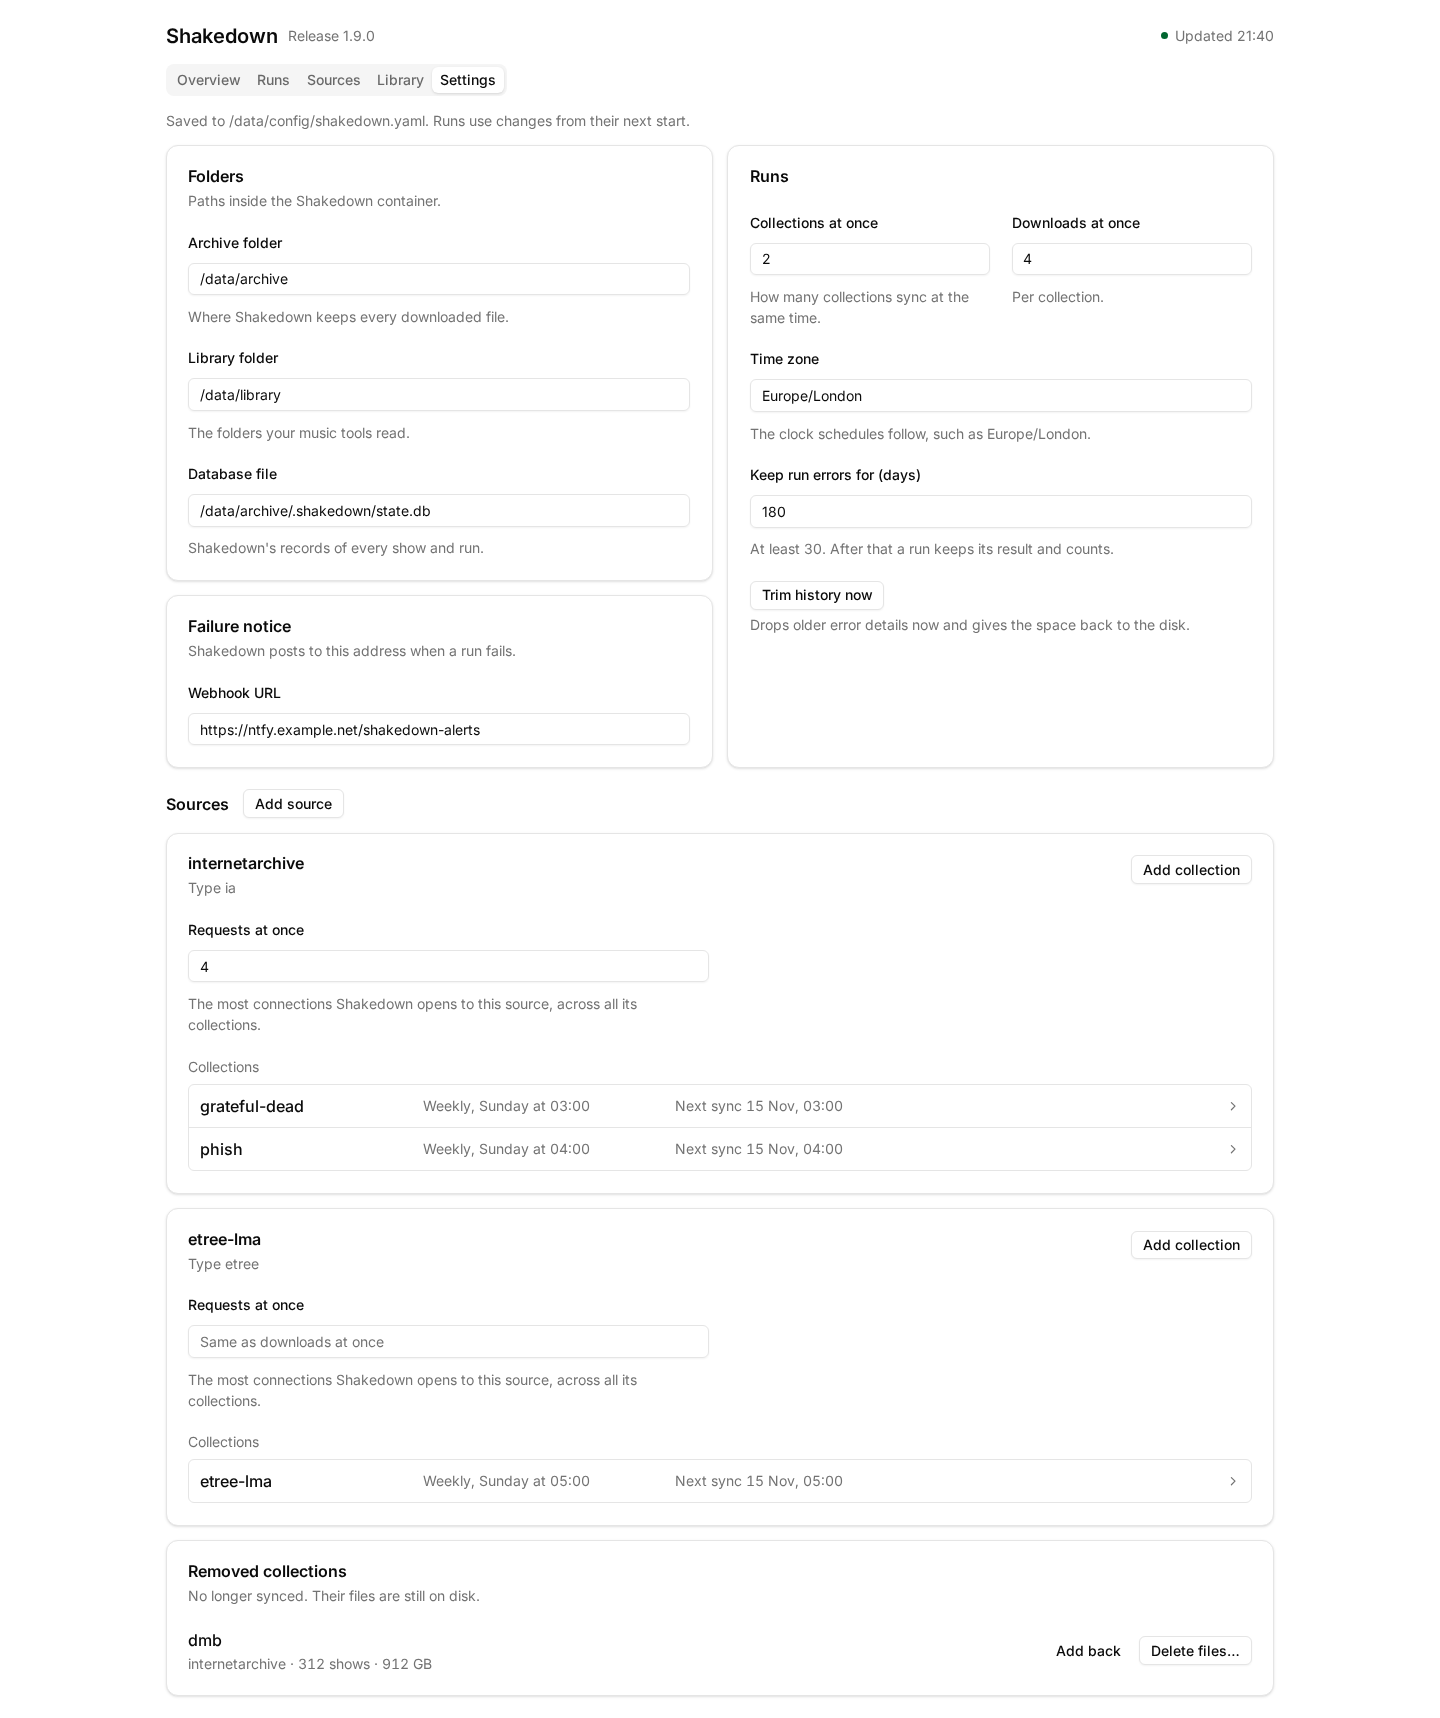 Shakedown Release 1.9.0
Updated 21:40
Overview Runs Sources Library Settings
Saved to /data/config/shakedown.yaml. Runs use changes from their next start.
Folders
Paths inside the Shakedown container.
Archive folder
/data/archive
Where Shakedown keeps every downloaded file.
Library folder
/data/library
The folders your music tools read.
Database file
/data/archive/.shakedown/state.db
Shakedown's records of every show and run.
Failure notice
Shakedown posts to this address when a run fails.
Webhook URL
https://ntfy.example.net/shakedown-alerts
Runs
Collections at once
2
How many collections sync at the
same time.
Downloads at once
4
Per collection.
Time zone
Europe/London
The clock schedules follow, such as Europe/London.
Keep run errors for (days)
180
At least 30. After that a run keeps its result and counts.
Trim history now
Drops older error details now and gives the space back to the disk.
Sources
Add source
internetarchive
Type ia
Add collection
Requests at once
4
The most connections Shakedown opens to this source, across all its
collections.
Collections
grateful-dead Weekly, Sunday at 03:00 Next sync 15 Nov, 03:00
phish Weekly, Sunday at 04:00 Next sync 15 Nov, 04:00
etree-lma
Type etree
Add collection
Requests at once
Same as downloads at once
The most connections Shakedown opens to this source, across all its
collections.
Collections
etree-lma Weekly, Sunday at 05:00 Next sync 15 Nov, 05:00
Removed collections
No longer synced. Their files are still on disk.
dmb
internetarchive · 312 shows · 912 GB
Add back
Delete files...